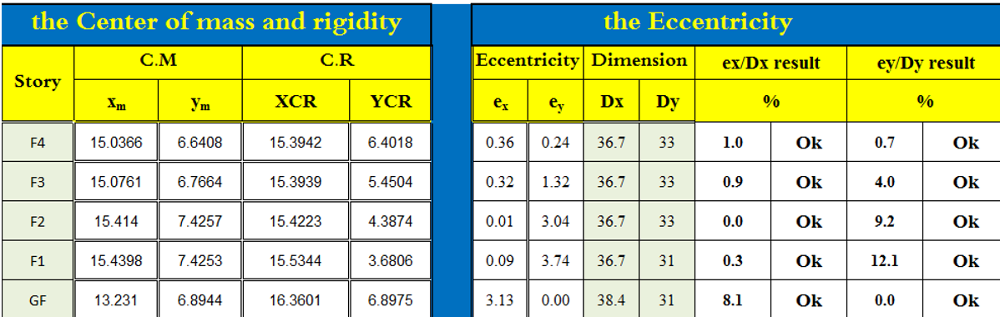 the Center of mass and rigidity the Eccentricity
Story C.M C.R Eccentricity Dimension ex/Dx result ey/Dy result
xm ym XCR YCR ex ey Dx Dy % %
F4 15.0366 6.6408 15.3942 6.4018 0.36 0.24 36.7 33 1.0 Ok 0.7 Ok
F3 15.0761 6.7664 15.3939 5.4504 0.32 1.32 36.7 33 0.9 Ok 4.0 Ok
F2 15.414 7.4257 15.4223 4.3874 0.01 3.04 36.7 33 0.0 Ok 9.2 Ok
F1 15.4398 7.4253 15.5344 3.6806 0.09 3.74 36.7 31 0.3 Ok 12.1 Ok
GF 13.231 6.8944 16.3601 6.8975 3.13 0.00 38.4 31 8.1 Ok 0.0 Ok